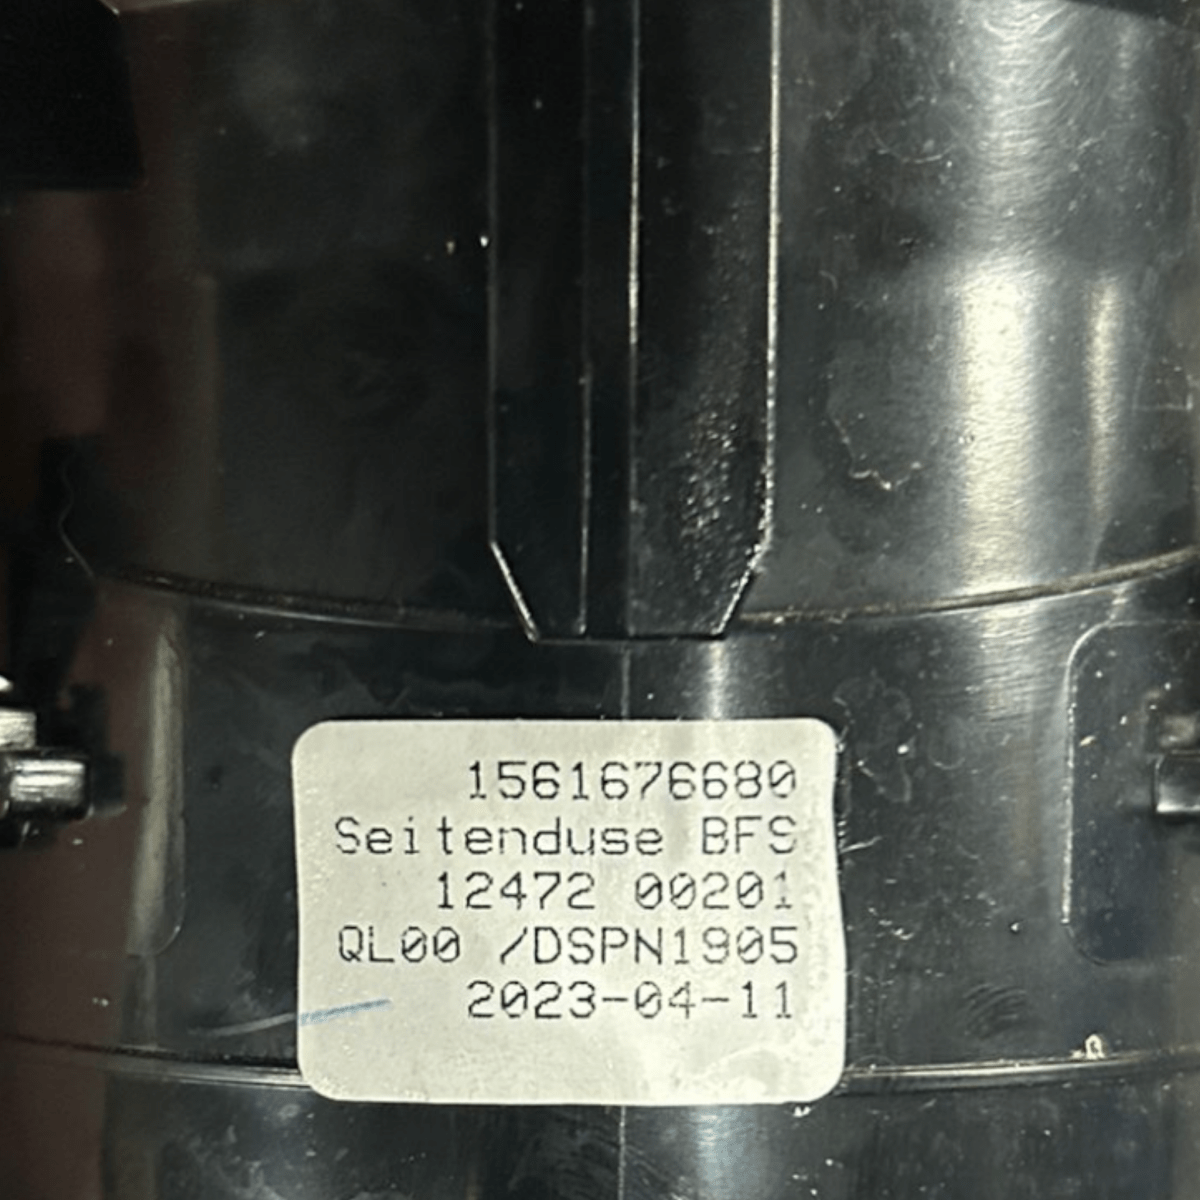 1561676680
Seitenduse BFS
12472 00201
QL00 /DSPN1905
2023-04-11